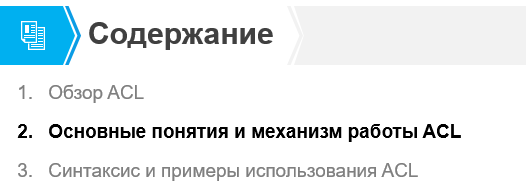 Содержание
1. Обзор ACL
2. Основные понятия и механизм работы ACL
3. Синтаксис и примеры использования ACL